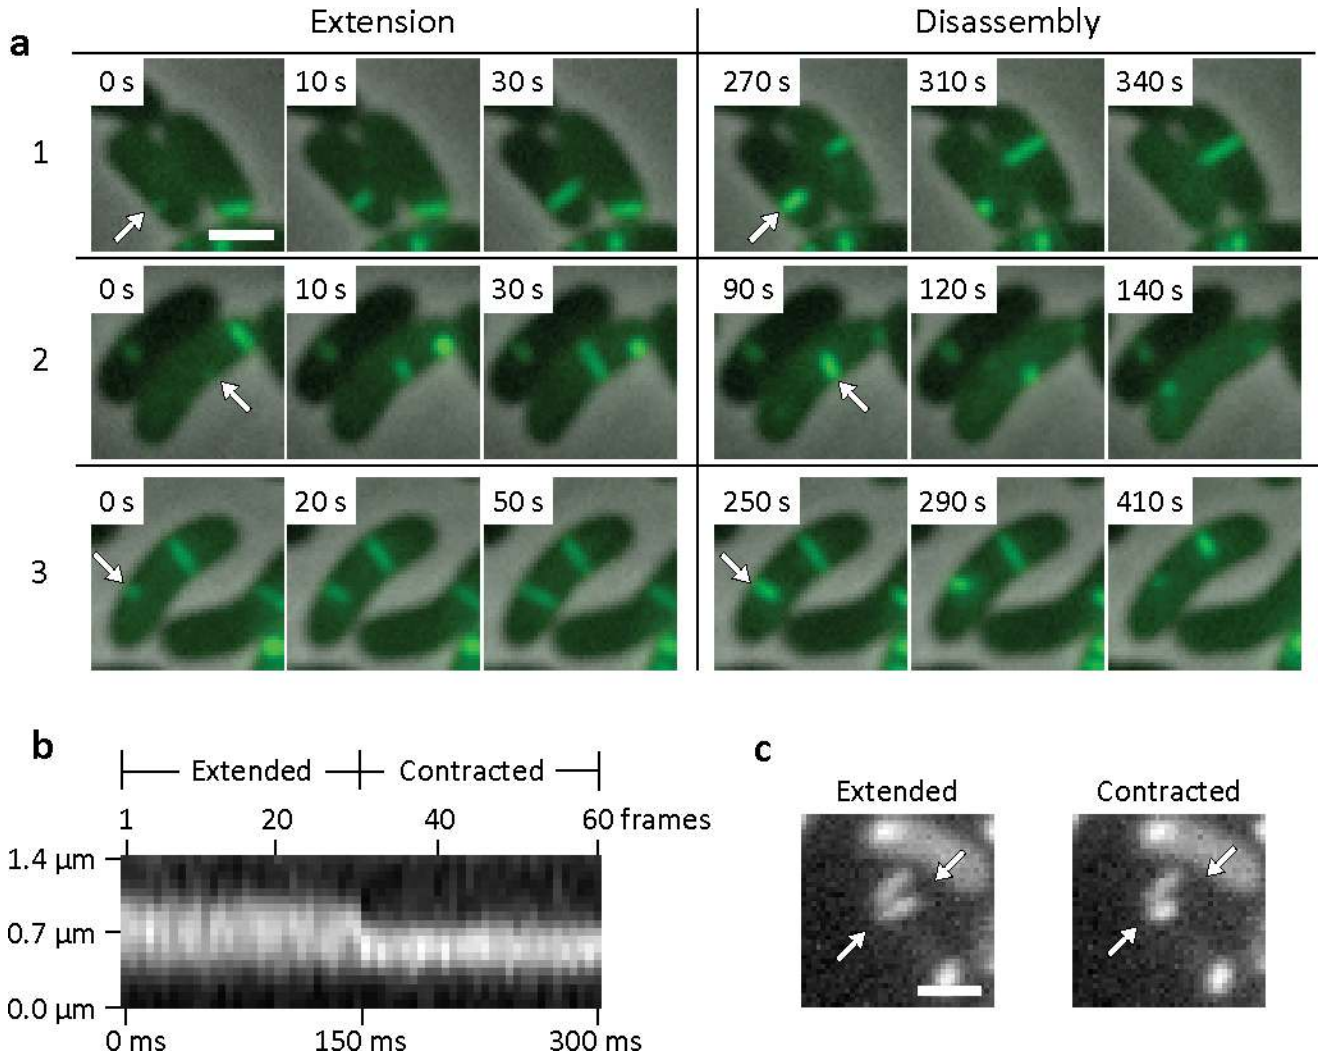 a
Extension Disassembly
1
0 s 10 s 30 s 270 s 310 s 340 s
2
0 s 10 s 30 s 90 s 120 s 140 s
3
0 s 20 s 50 s 250 s 290 s 410 s
b
Extended Contracted
1 20 40 60 frames
1.4 µm
0.7 µm
0.0 µm
0 ms 150 ms 300 ms
c
Extended Contracted